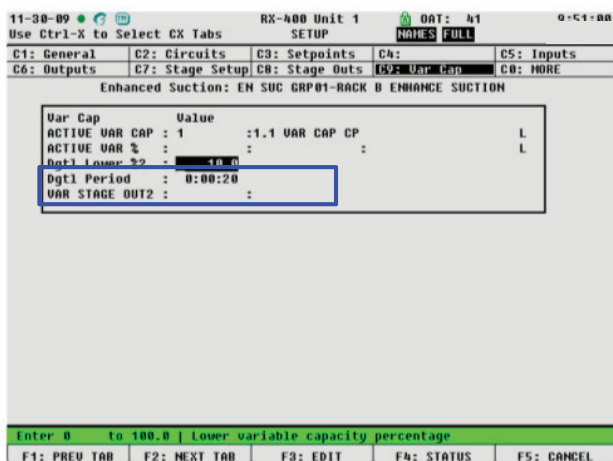 11-30-09 RX-400 Unit 1 OAT: 41 9:51:00
Use Ctrl-X to Select CX Tabs SETUP NAMES FULL
C1: General C2: Circuits C3: Setpoints C4: C5: Inputs
C6: Outputs C7: Stage Setup C8: Stage Outs C9: Var Cap C0: MORE
Enhanced Suction: EN SUC GRP01-RACK B ENHANCE SUCTION
Var Cap Value
ACTIVE VAR CAP : 1 :1.1 VAR CAP CP L
ACTIVE VAR % : : : L
Dgtl Lower %2 : 10.0
Dgtl Period : 0:00:20
VAR STAGE OUT2 : :
Enter 0 to 100.0 | Lower variable capacity percentage
F1: PREV TAB F2: NEXT TAB F3: EDIT F4: STATUS F5: CANCEL